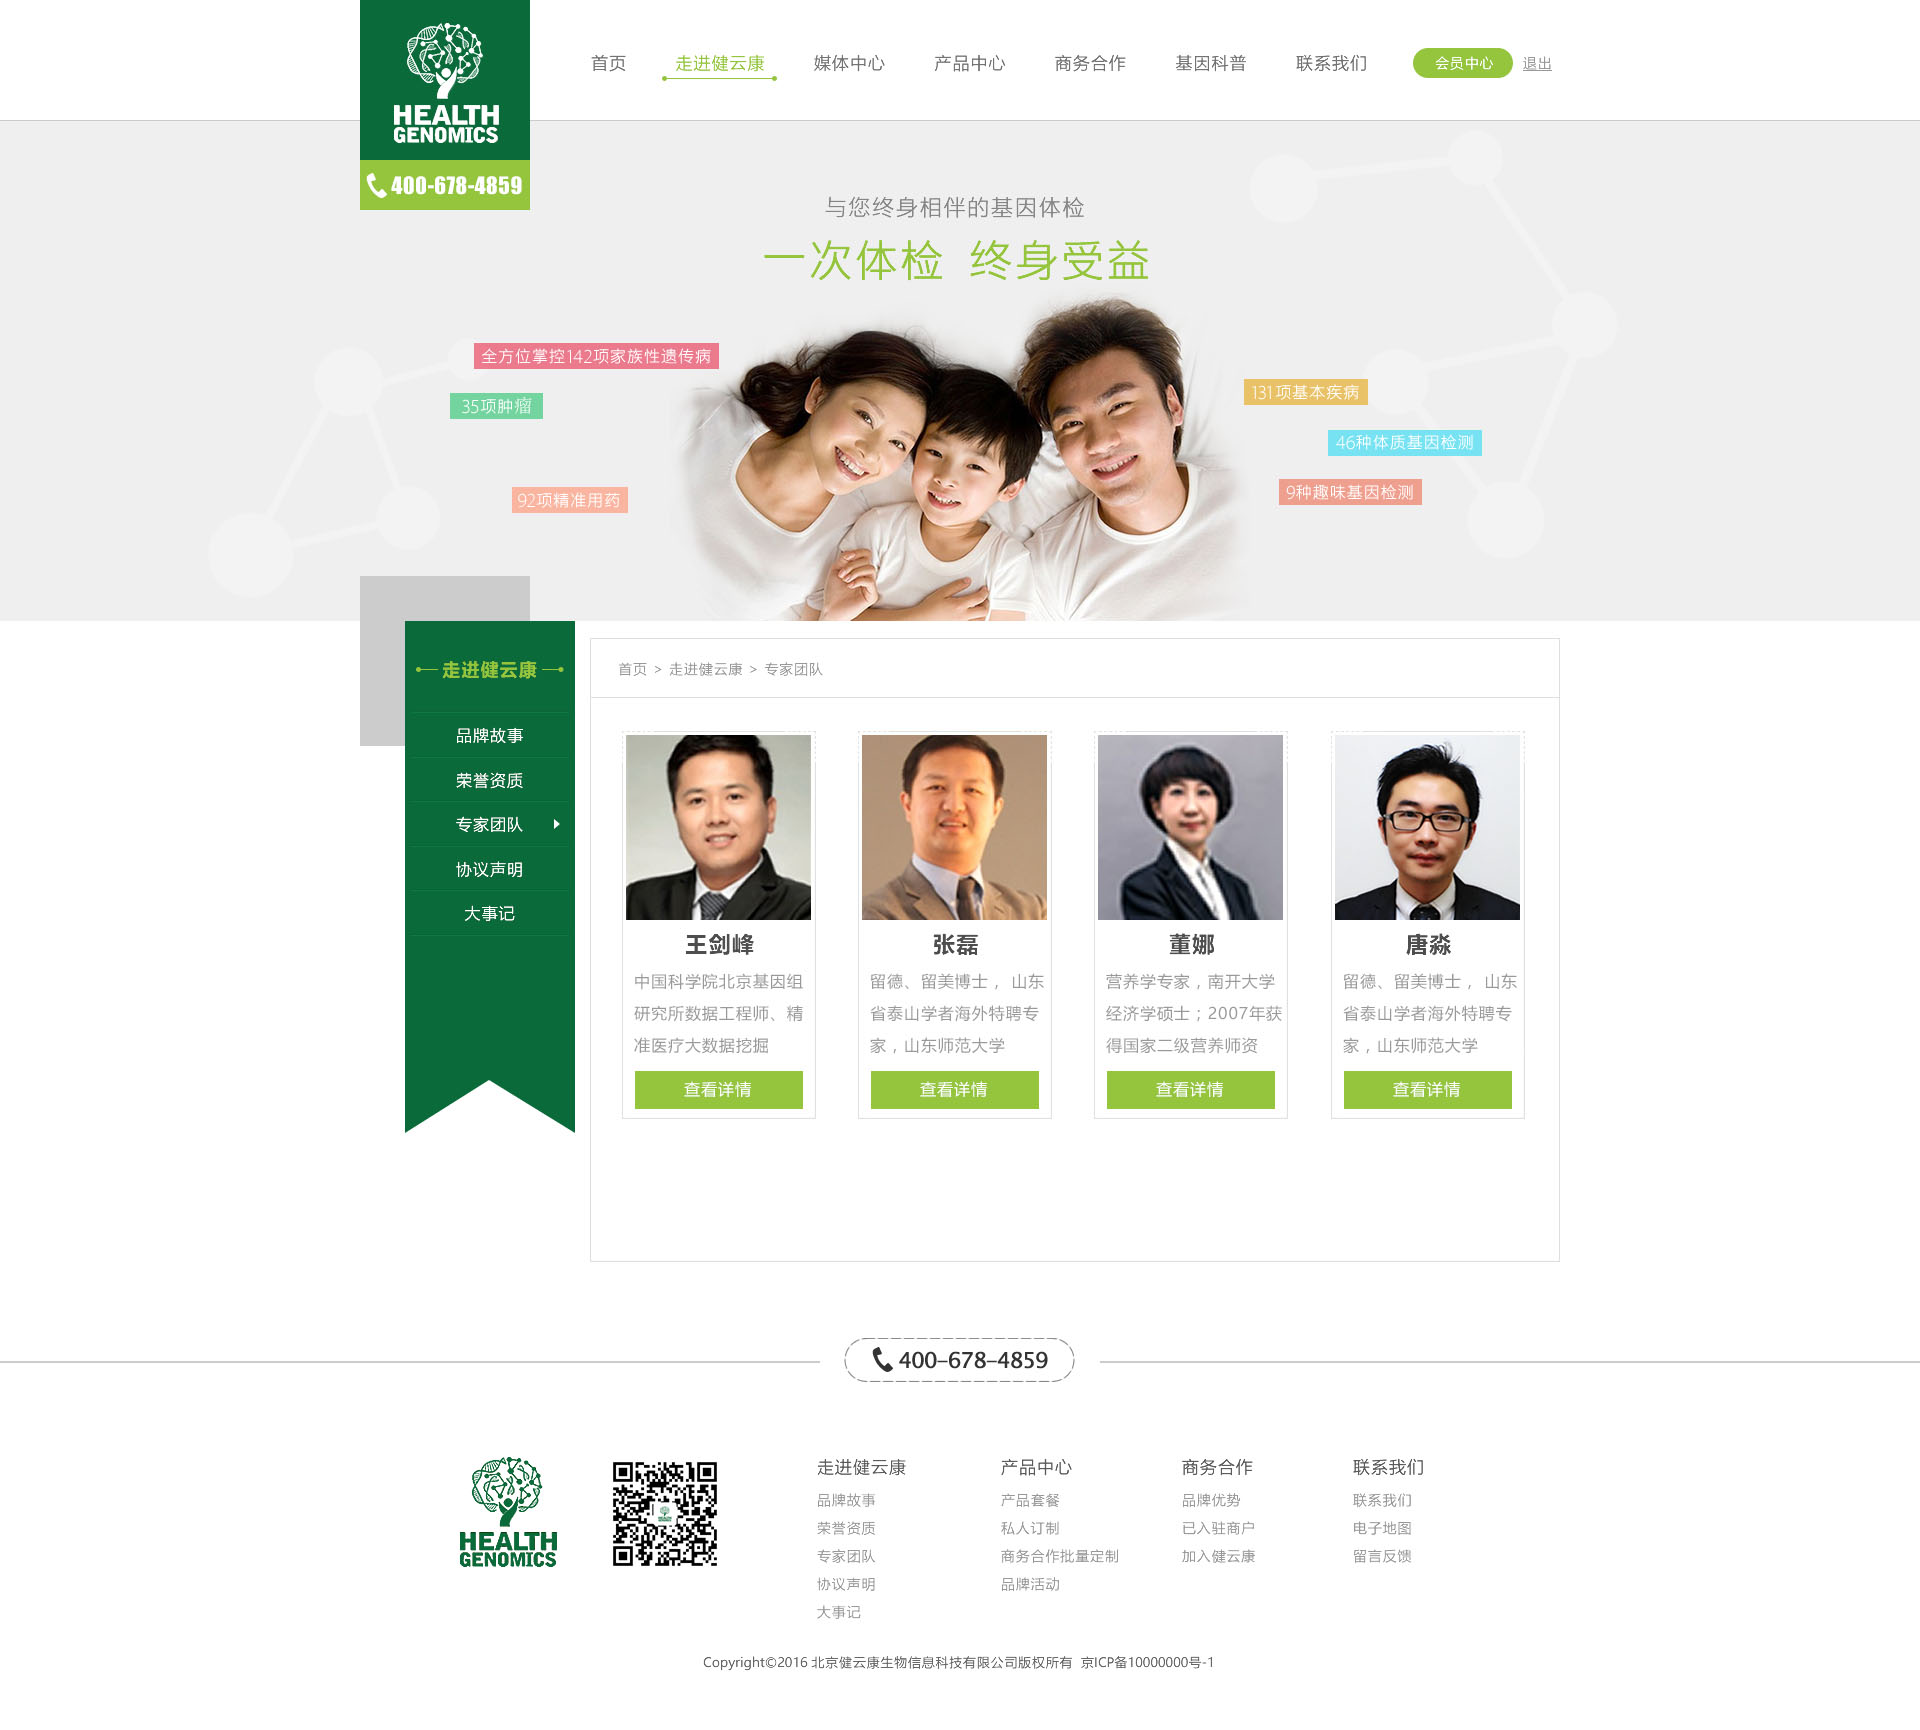 HEALTH
GENOMICS
400-678-4859
首页 走进健云康 媒体中心 产品中心 商务合作 基因科普 联系我们 会员中心 退出
与您终身相伴的基因体检
一次体检 终身受益
全方位掌控142项家族性遗传病
35项肿瘤
92项精准用药
131项基本疾病
46种体质基因检测
9种趣味基因检测
走进健云康
品牌故事
荣誉资质
专家团队
协议声明
大事记
首页 > 走进健云康 > 专家团队
王剑峰
中国科学院北京基因组
研究所数据工程师、精
准医疗大数据挖掘
查看详情
张磊
留德、留美博士， 山东
省泰山学者海外特聘专
家，山东师范大学
查看详情
董娜
营养学专家，南开大学
经济学硕士；2007年获
得国家二级营养师资
查看详情
唐淼
留德、留美博士， 山东
省泰山学者海外特聘专
家，山东师范大学
查看详情
400-678-4859
HEALTH
GENOMICS
走进健云康
品牌故事
荣誉资质
专家团队
协议声明
大事记
产品中心
产品套餐
私人订制
商务合作批量定制
品牌活动
商务合作
品牌优势
已入驻商户
加入健云康
联系我们
联系我们
电子地图
留言反馈
Copyright©2016 北京健云康生物信息科技有限公司版权所有 京ICP备10000000号-1